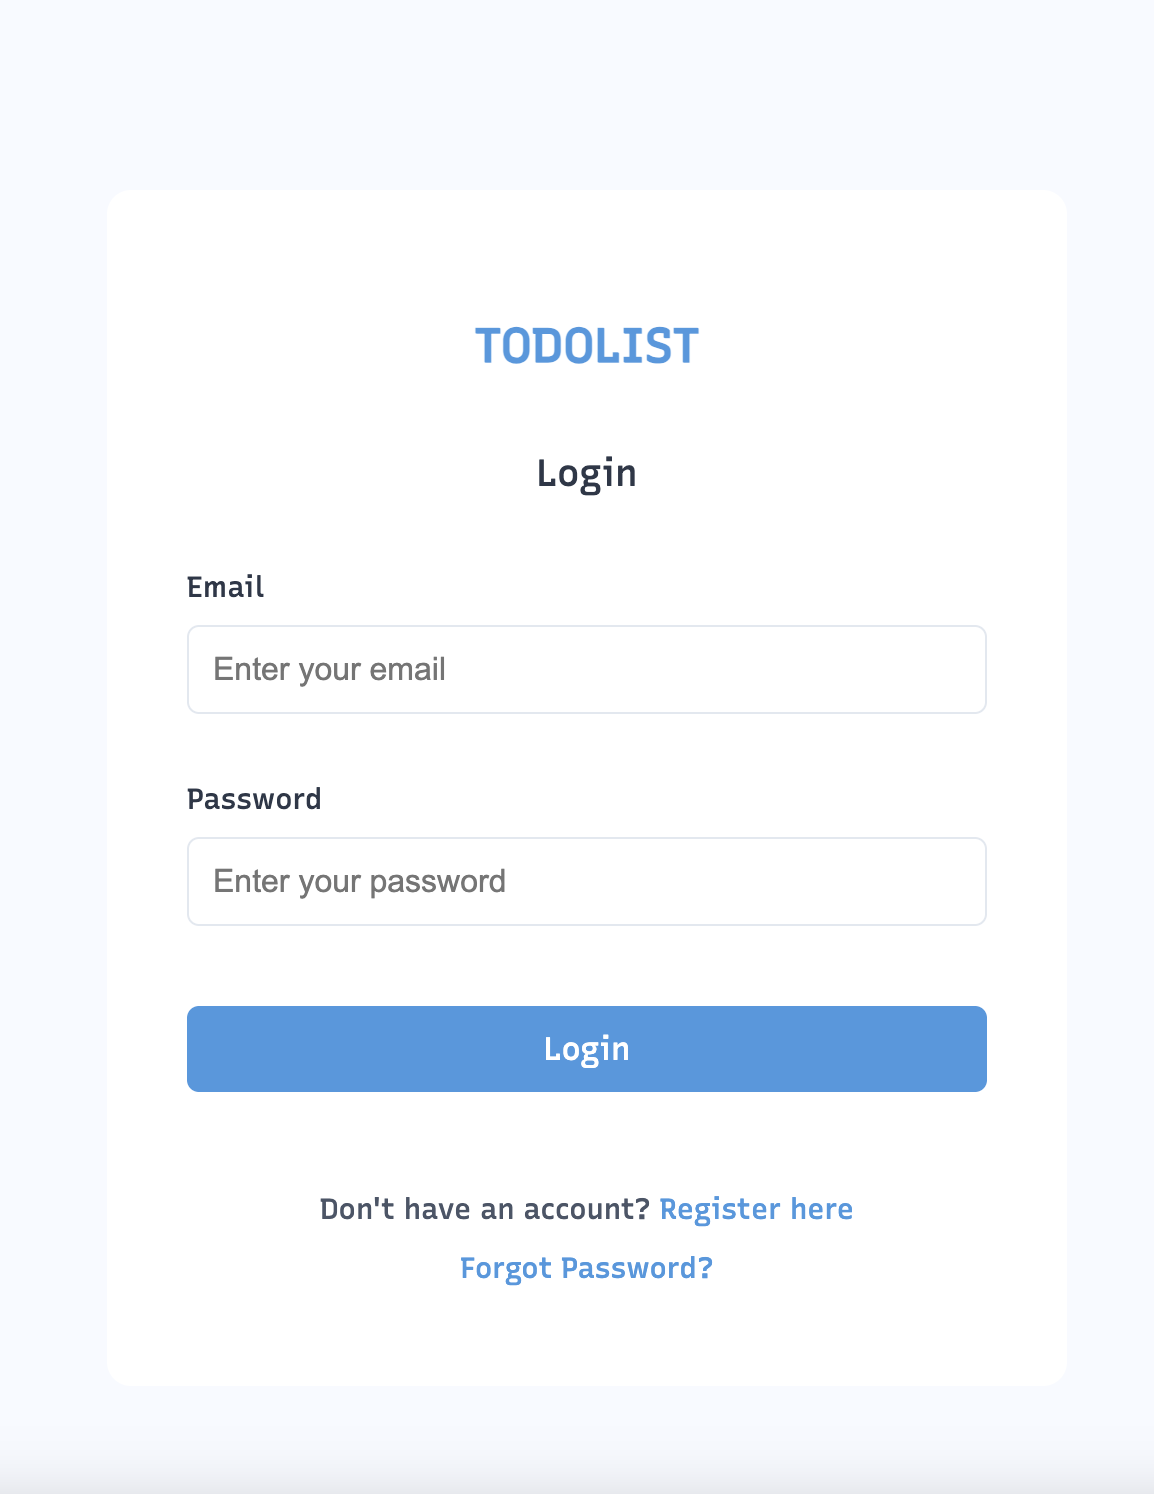 TODOLIST
Login
Email
Enter your email
Password
Enter your password
Login
Don't have an account? Register here
Forgot Password?